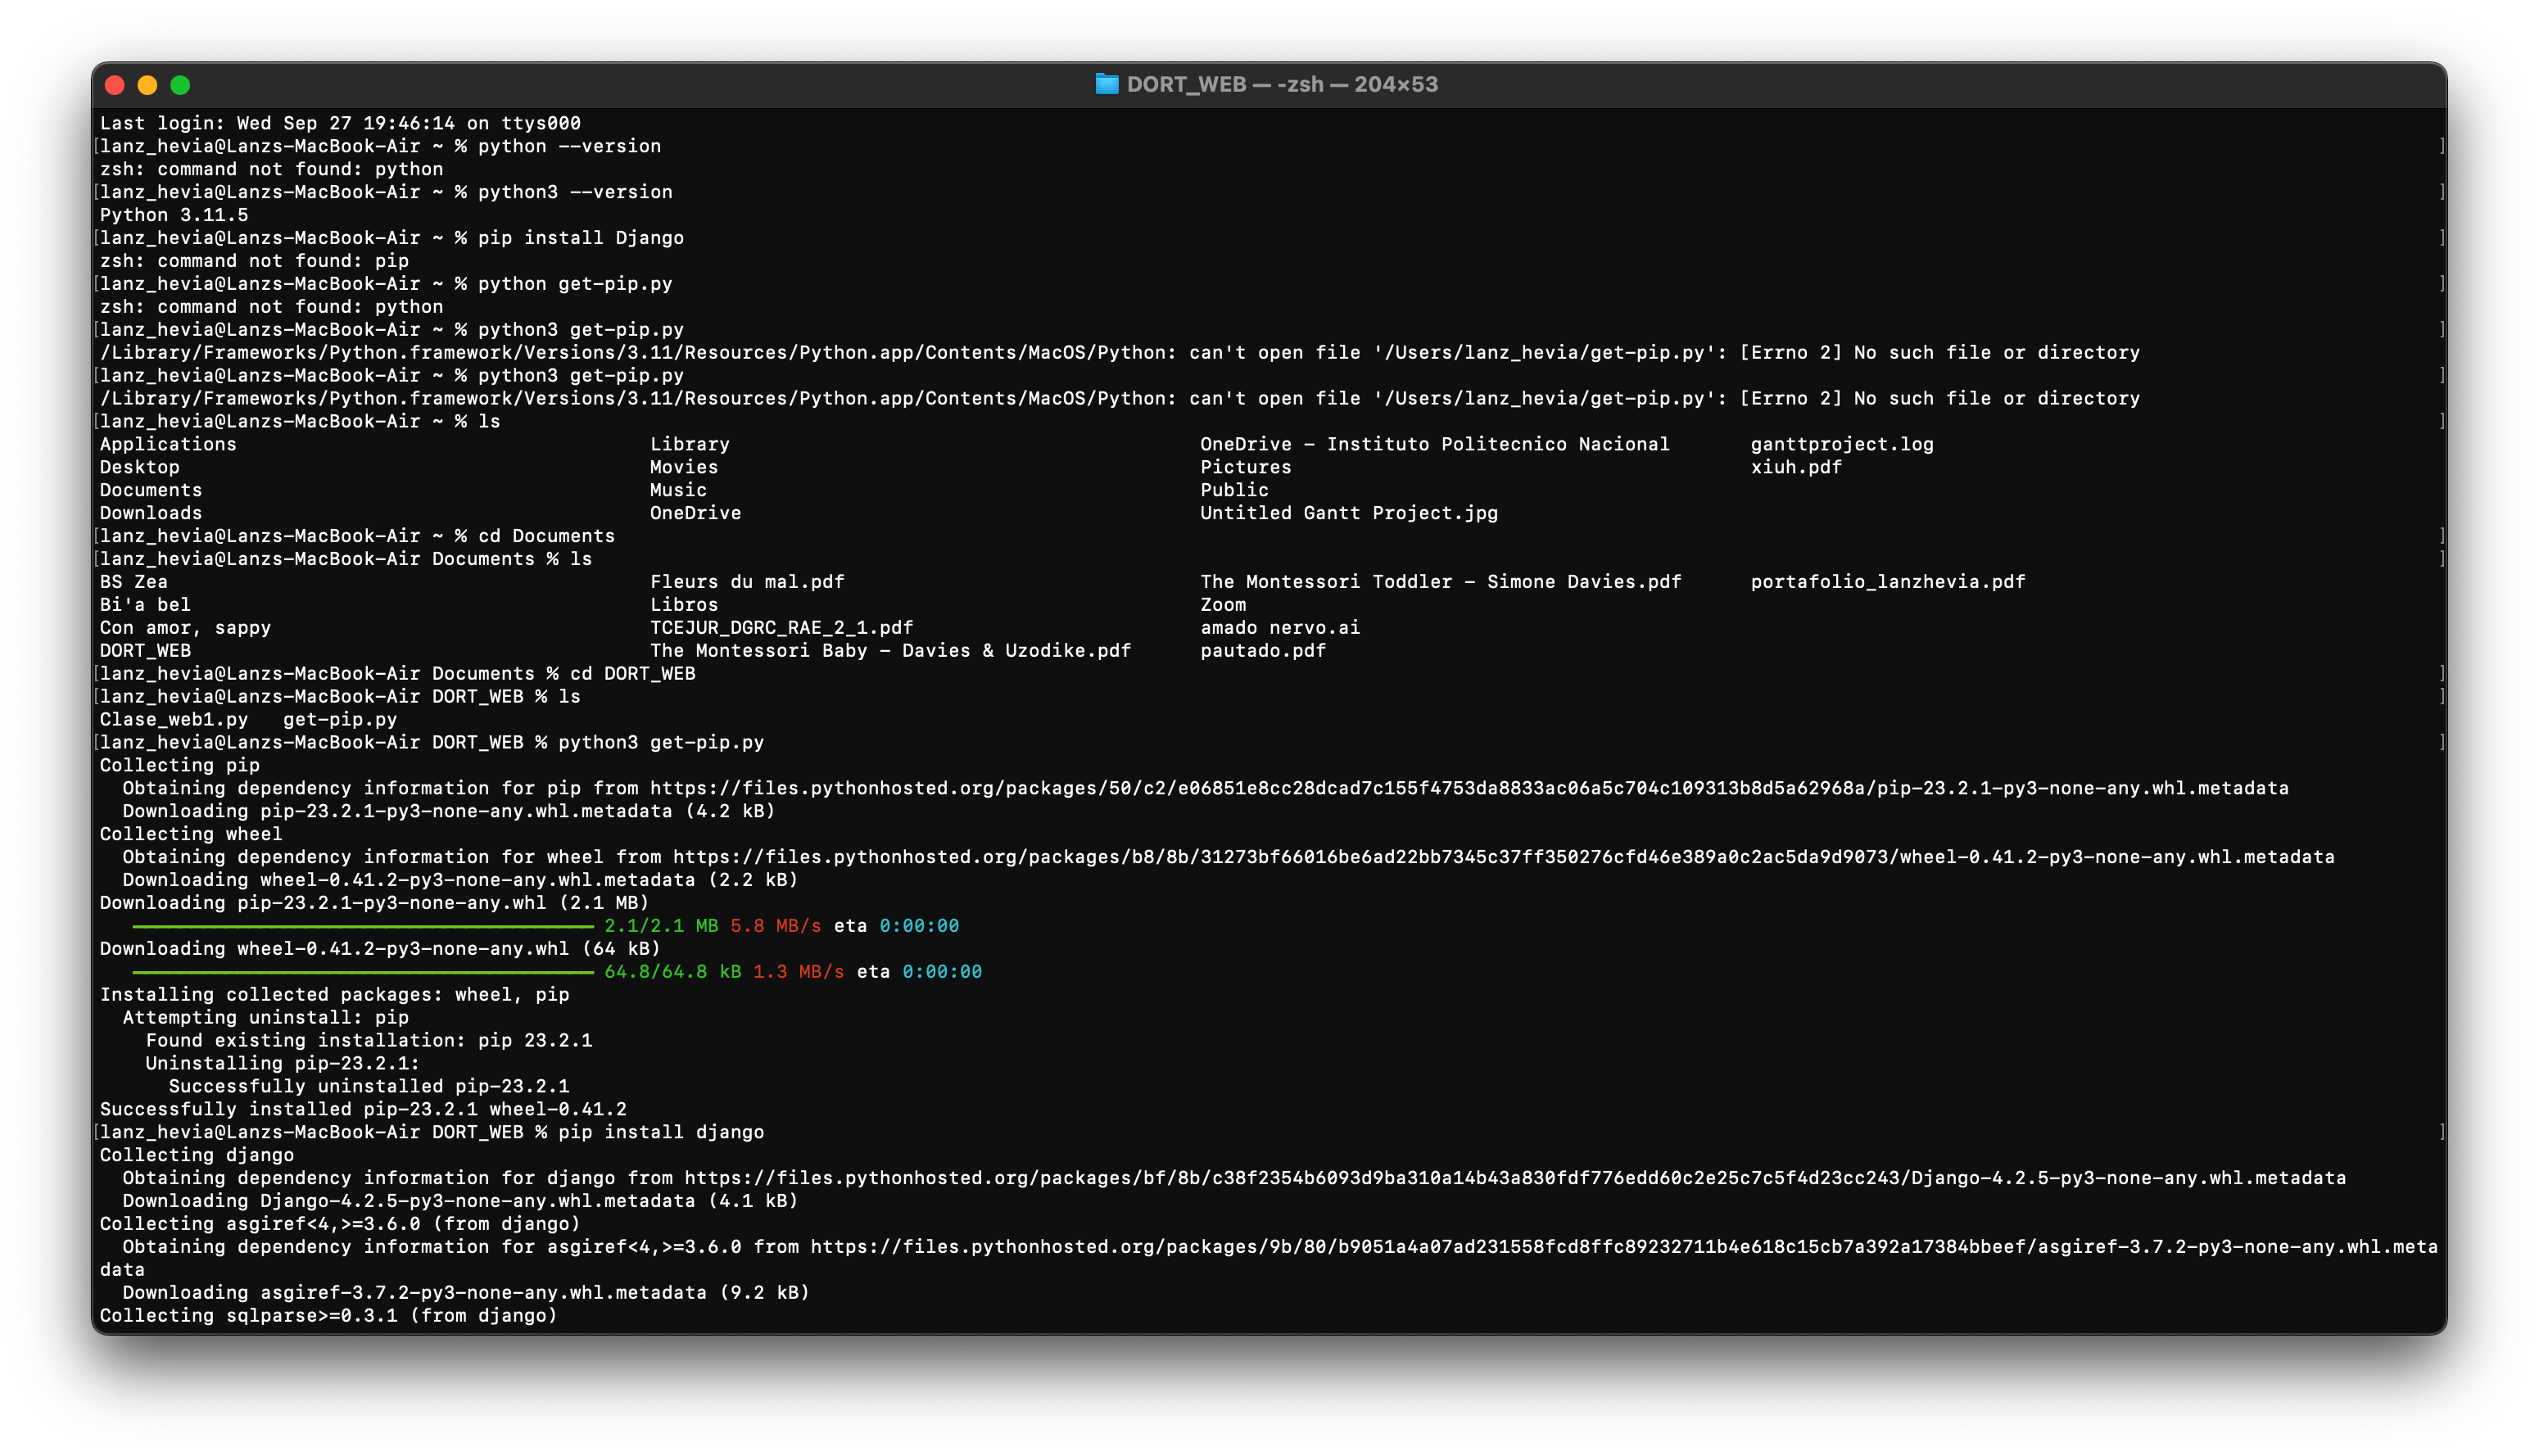 DORT_WEB — -zsh — 204×53
Last login: Wed Sep 27 19:46:14 on ttys000
[lanz_hevia@Lanzs-MacBook-Air ~ % python --version ]
zsh: command not found: python
[lanz_hevia@Lanzs-MacBook-Air ~ % python3 --version ]
Python 3.11.5
[lanz_hevia@Lanzs-MacBook-Air ~ % pip install Django ]
zsh: command not found: pip
[lanz_hevia@Lanzs-MacBook-Air ~ % python get-pip.py ]
zsh: command not found: python
[lanz_hevia@Lanzs-MacBook-Air ~ % python3 get-pip.py ]
/Library/Frameworks/Python.framework/Versions/3.11/Resources/Python.app/Contents/MacOS/Python: can't open file '/Users/lanz_hevia/get-pip.py': [Errno 2] No such file or directory
[lanz_hevia@Lanzs-MacBook-Air ~ % python3 get-pip.py ]
/Library/Frameworks/Python.framework/Versions/3.11/Resources/Python.app/Contents/MacOS/Python: can't open file '/Users/lanz_hevia/get-pip.py': [Errno 2] No such file or directory
[lanz_hevia@Lanzs-MacBook-Air ~ % ls ]
Applications Library OneDrive - Instituto Politecnico Nacional ganttproject.log
Desktop Movies Pictures xiuh.pdf
Documents Music Public
Downloads OneDrive Untitled Gantt Project.jpg
[lanz_hevia@Lanzs-MacBook-Air ~ % cd Documents ]
[lanz_hevia@Lanzs-MacBook-Air Documents % ls ]
BS Zea Fleurs du mal.pdf The Montessori Toddler - Simone Davies.pdf portafolio_lanzhevia.pdf
Bi'a bel Libros Zoom
Con amor, sappy TCEJUR_DGRC_RAE_2_1.pdf amado nervo.ai
DORT_WEB The Montessori Baby - Davies & Uzodike.pdf pautado.pdf
[lanz_hevia@Lanzs-MacBook-Air Documents % cd DORT_WEB ]
[lanz_hevia@Lanzs-MacBook-Air DORT_WEB % ls ]
Clase_web1.py get-pip.py
[lanz_hevia@Lanzs-MacBook-Air DORT_WEB % python3 get-pip.py ]
Collecting pip
Obtaining dependency information for pip from https://files.pythonhosted.org/packages/50/c2/e06851e8cc28dcad7c155f4753da8833ac06a5c704c109313b8d5a62968a/pip-23.2.1-py3-none-any.whl.metadata
Downloading pip-23.2.1-py3-none-any.whl.metadata (4.2 kB)
Collecting wheel
Obtaining dependency information for wheel from https://files.pythonhosted.org/packages/b8/8b/31273bf66016be6ad22bb7345c37ff350276cfd46e389a0c2ac5da9d9073/wheel-0.41.2-py3-none-any.whl.metadata
Downloading wheel-0.41.2-py3-none-any.whl.metadata (2.2 kB)
Downloading pip-23.2.1-py3-none-any.whl (2.1 MB)
2.1/2.1 MB 5.8 MB/s eta 0:00:00
Downloading wheel-0.41.2-py3-none-any.whl (64 kB)
64.8/64.8 kB 1.3 MB/s eta 0:00:00
Installing collected packages: wheel, pip
Attempting uninstall: pip
Found existing installation: pip 23.2.1
Uninstalling pip-23.2.1:
Successfully uninstalled pip-23.2.1
Successfully installed pip-23.2.1 wheel-0.41.2
[lanz_hevia@Lanzs-MacBook-Air DORT_WEB % pip install django ]
Collecting django
Obtaining dependency information for django from https://files.pythonhosted.org/packages/bf/8b/c38f2354b6093d9ba310a14b43a830fdf776edd60c2e25c7c5f4d23cc243/Django-4.2.5-py3-none-any.whl.metadata
Downloading Django-4.2.5-py3-none-any.whl.metadata (4.1 kB)
Collecting asgiref<4,>=3.6.0 (from django)
Obtaining dependency information for asgiref<4,>=3.6.0 from https://files.pythonhosted.org/packages/9b/80/b9051a4a07ad231558fcd8ffc89232711b4e618c15cb7a392a17384bbeef/asgiref-3.7.2-py3-none-any.whl.meta
data
Downloading asgiref-3.7.2-py3-none-any.whl.metadata (9.2 kB)
Collecting sqlparse>=0.3.1 (from django)